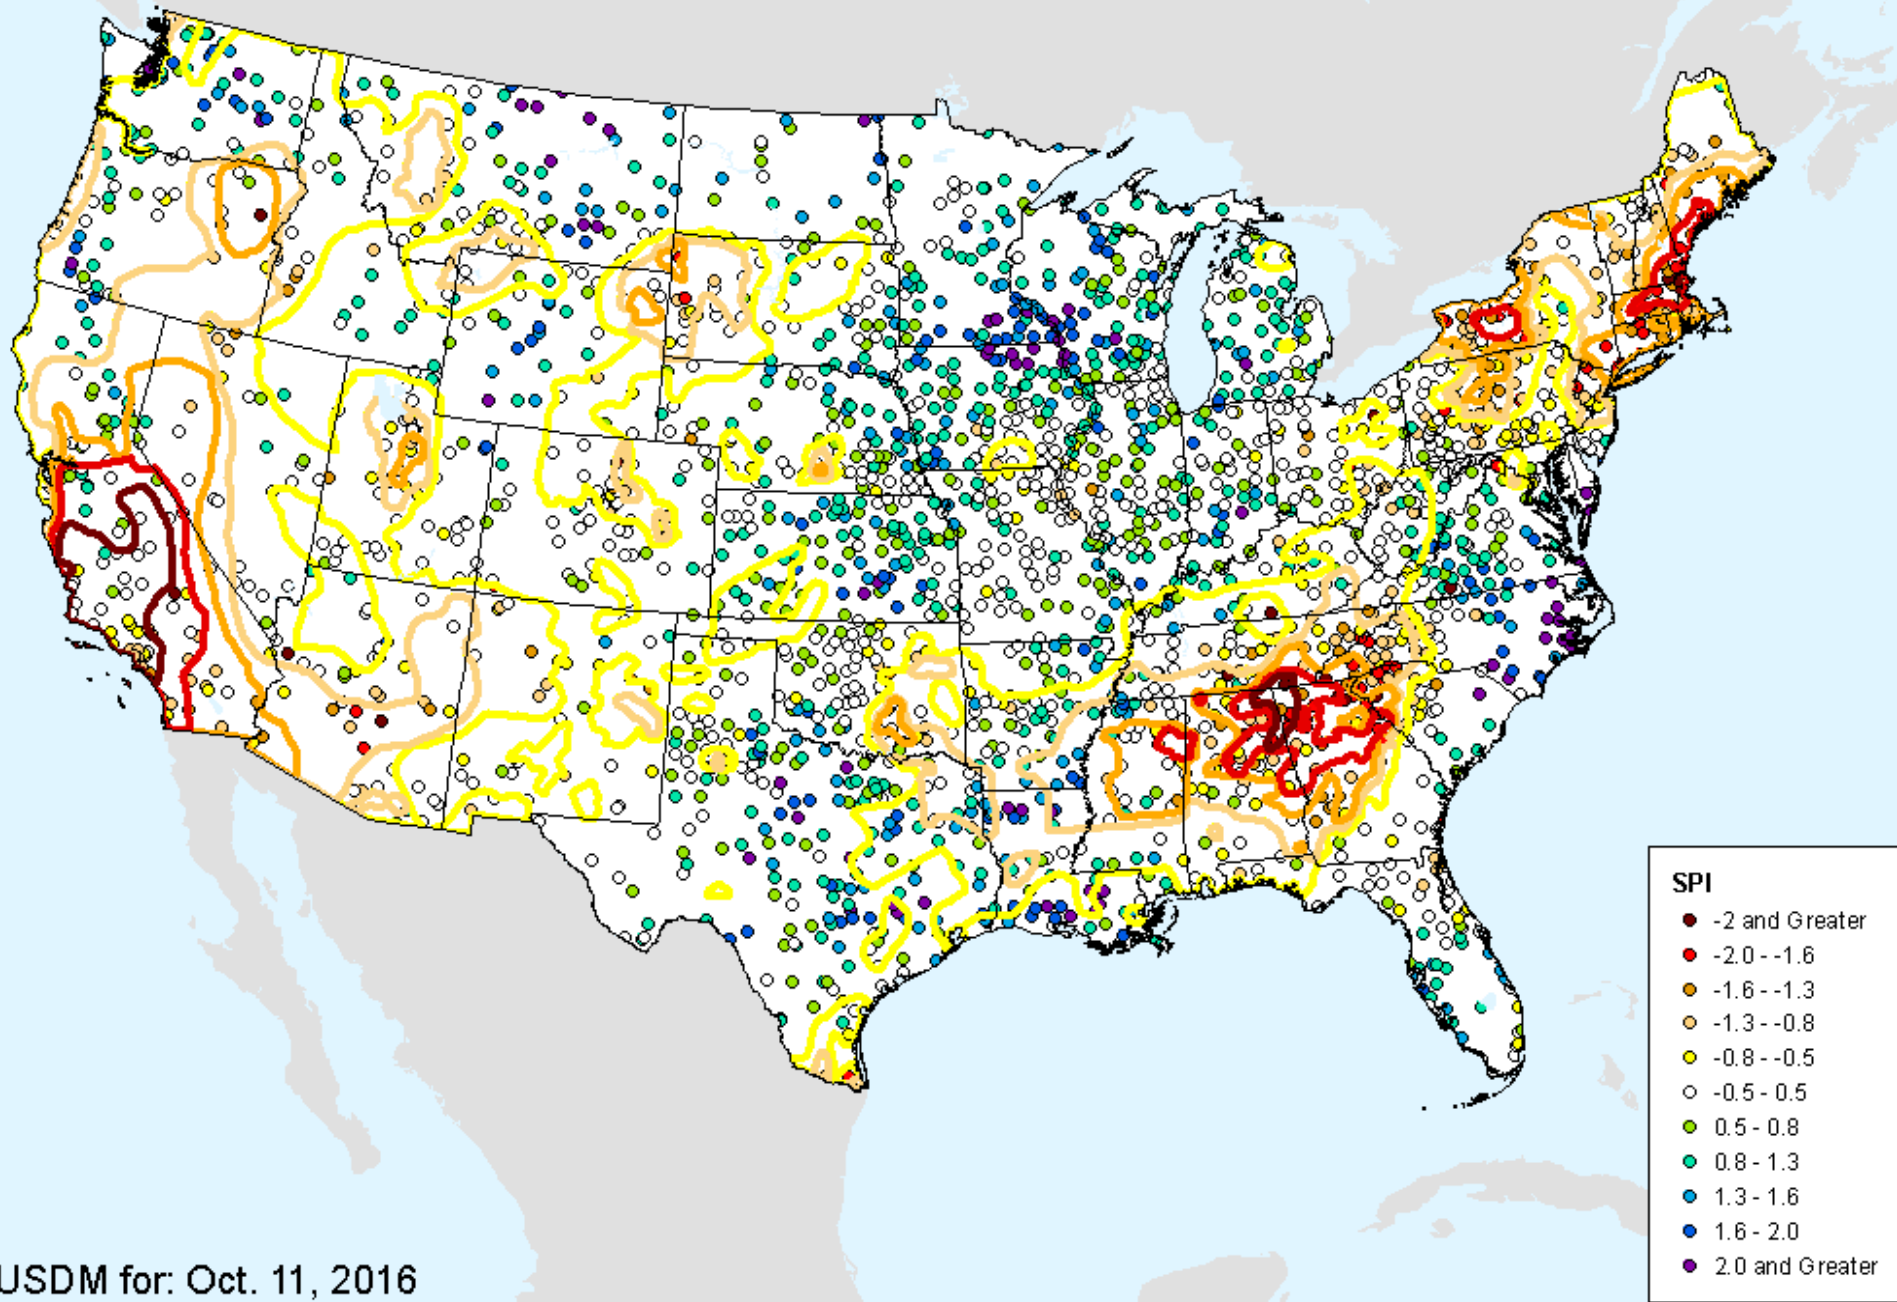 SPI
-2 and Greater
-2.0 - -1.6
-1.6 - -1.3
-1.3 - -0.8
-0.8 - -0.5
-0.5 - 0.5
0.5 - 0.8
0.8 - 1.3
1.3 - 1.6
1.6 - 2.0
2.0 and Greater
USDM for: Oct. 11, 2016